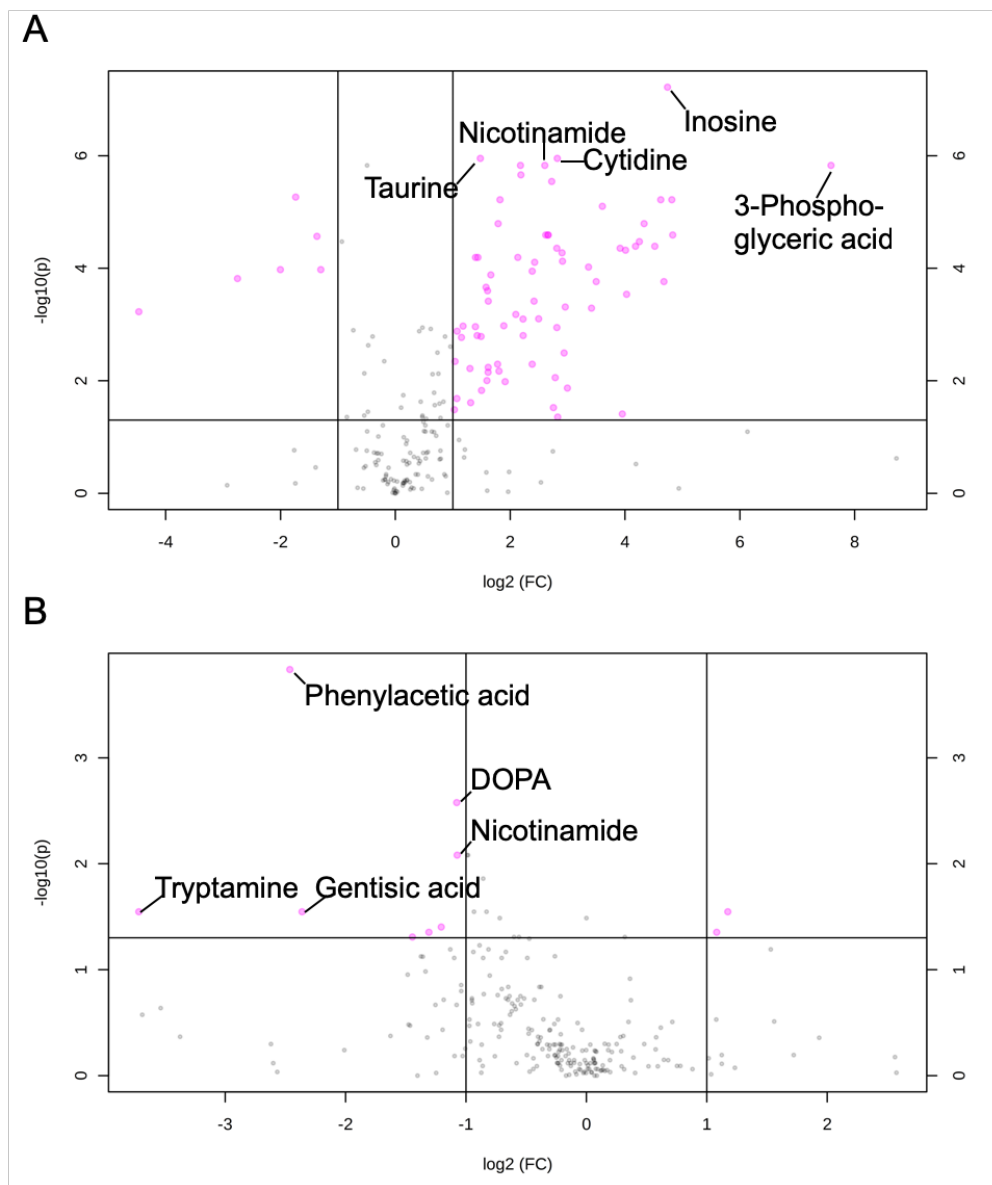 A
Inosine
Nicotinamide
Cytidine
Taurine
3-Phospho-
glyceric acid
-log10(p)
6
4
2
0
6
4
2
0
-4 -2 0 2 4 6 8
log2 (FC)
B
Phenylacetic acid
DOPA
Nicotinamide
Tryptamine Gentisic acid
-log10(p)
3
2
1
0
3
2
1
0
-3 -2 -1 0 1 2
log2 (FC)